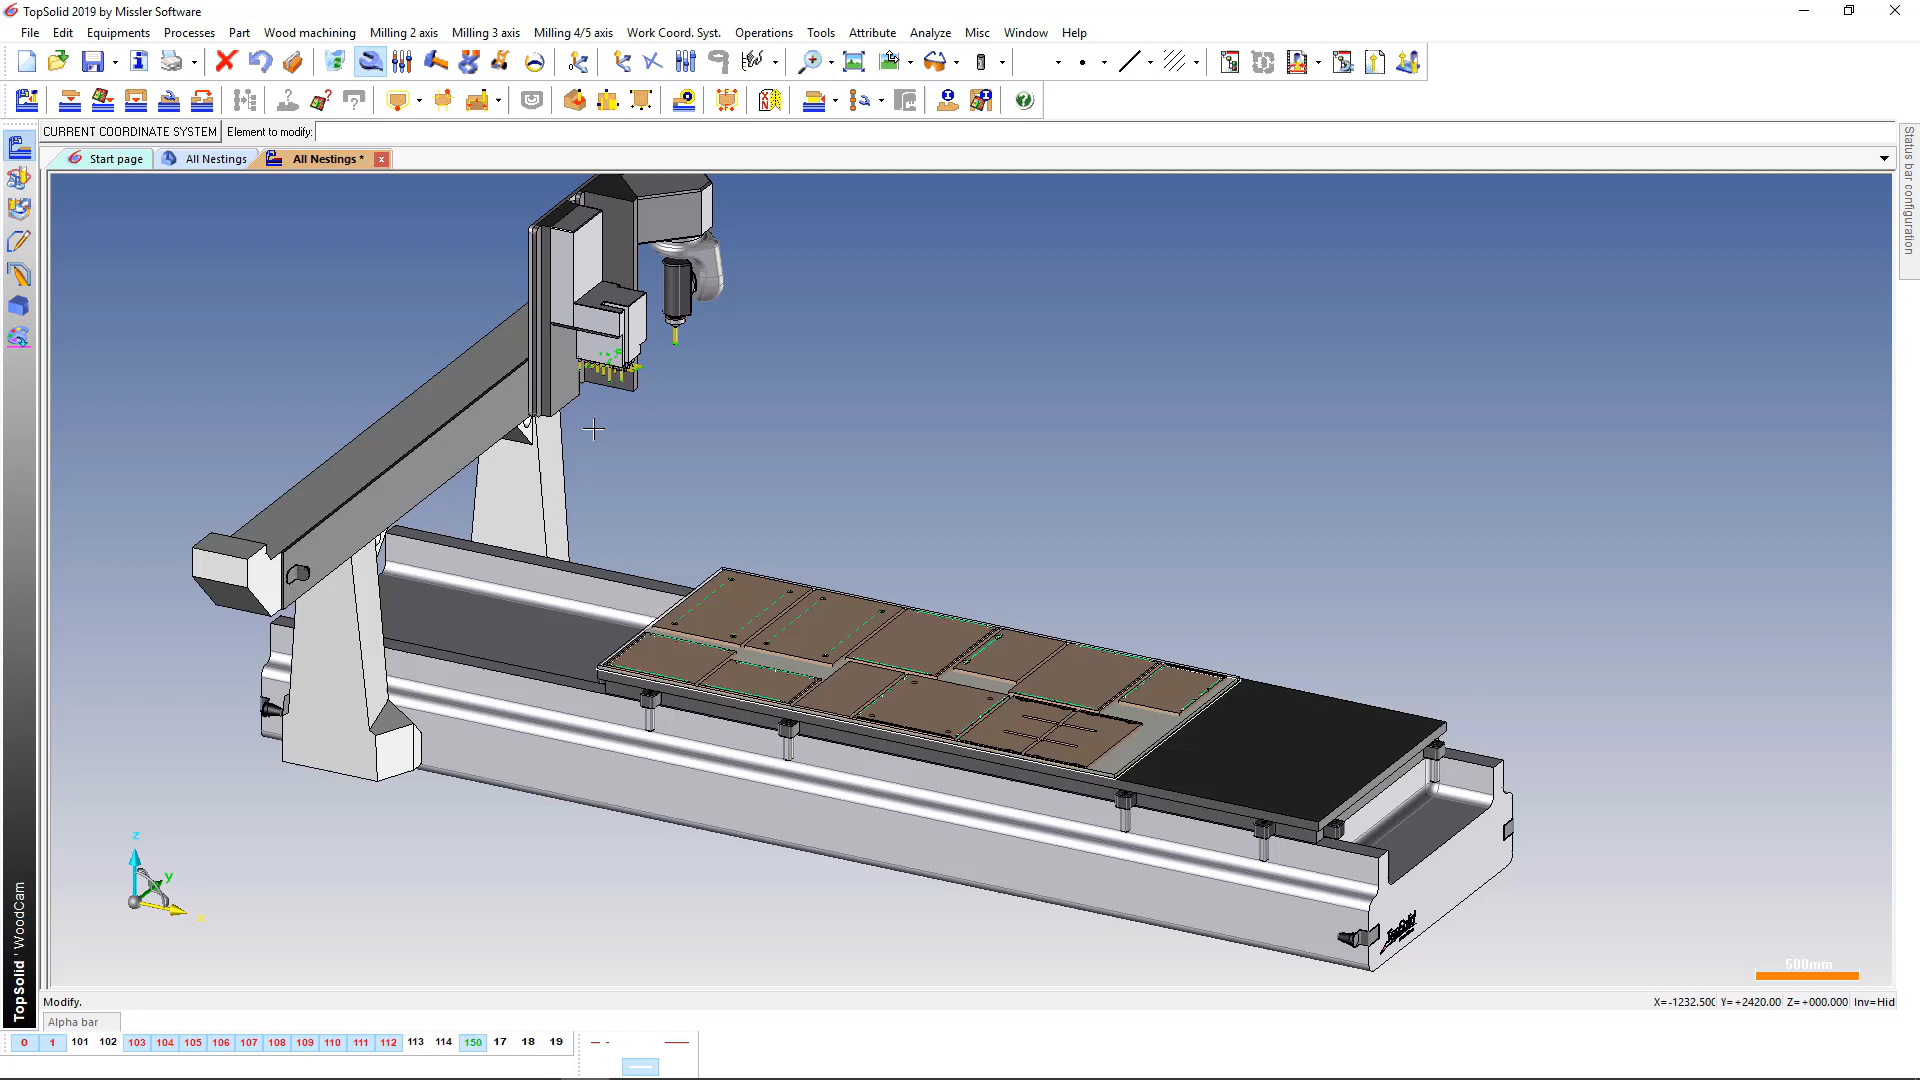 TopSolid 2019 by Missler Software
File Edit Equipments Processes Part Wood machining Milling 2 axis Milling 3 axis Milling 4/5 axis Work Coord. Syst. Operations Tools Attribute Analyze Misc Window Help
CURRENT COORDINATE SYSTEM Element to modify:
Start page All Nestings All Nestings * x
Status bar configuration
z
y
x
TopSolid
500mm
TopSolid'WoodCam
Modify. X=-1232.500 Y=+2420.00 Z=+000.000 Inv=Hid
Alpha bar
0 1 101 102 103 104 105 106 107 108 109 110 111 112 113 114 150 17 18 19